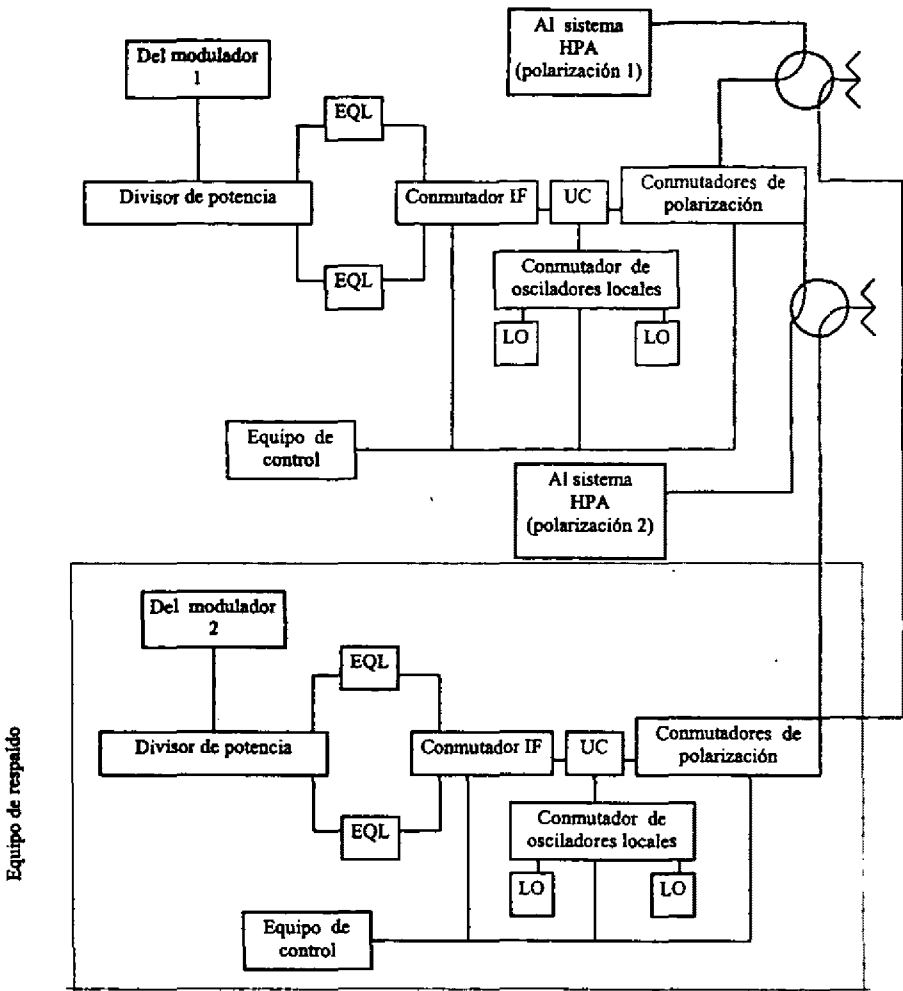 Al sistema
HPA
(polarización 1)
Del modulador
1
EQL
Divisor de potencia
Conmutador IF
UC
Conmutadores de
polarización
EQL
Conmutador de
osciladores locales
LO
LO
Equipo de
control
Al sistema
HPA
(polarización 2)
Equipo de respaldo
Del modulador
2
EQL
Divisor de potencia
Conmutador IF
UC
Conmutadores de
polarización
EQL
Conmutador de
osciladores locales
LO
LO
Equipo de
control